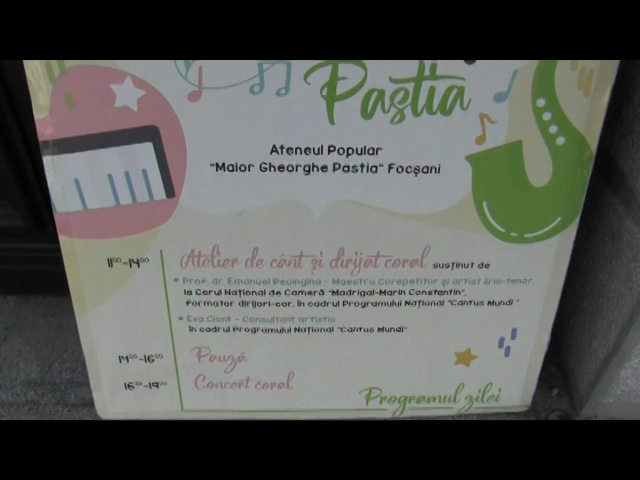 Pastia
Ateneul Popular
"Maior Gheorghe Pastia" Focșani
11⁰⁰-14⁰⁰ Atelier de cânt și dirijat coral susținut de
Prof. dr. Emanuel Pecingină - Maestru Corepetitor și artist liric-tenor,
la Corul Național de Cameră "Madrigal-Marin Constantin",
Formator dirijori-cor, în cadrul Programului Național "Cantus Mundi"
Eva Ciont - Consultant artistic
în cadrul Programului Național "Cantus Mundi"
14⁰⁰-16⁰⁰ Pauză
16⁰⁰-19⁰⁰ Concert coral
Programul zilei